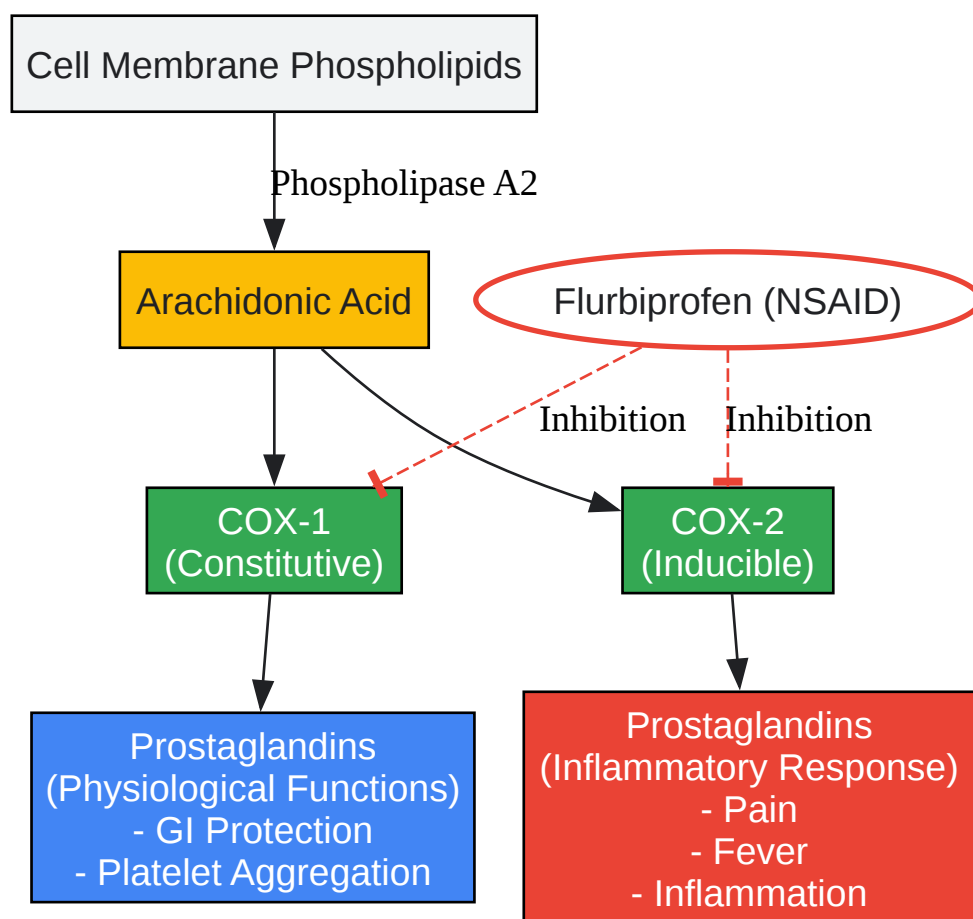 Cell Membrane Phospholipids
Phospholipase A2
Arachidonic Acid
Flurbiprofen (NSAID)
Inhibition
Inhibition
COX-1
(Constitutive)
COX-2
(Inducible)
Prostaglandins
(Physiological Functions)
- GI Protection
- Platelet Aggregation
Prostaglandins
(Inflammatory Response)
- Pain
- Fever
- Inflammation